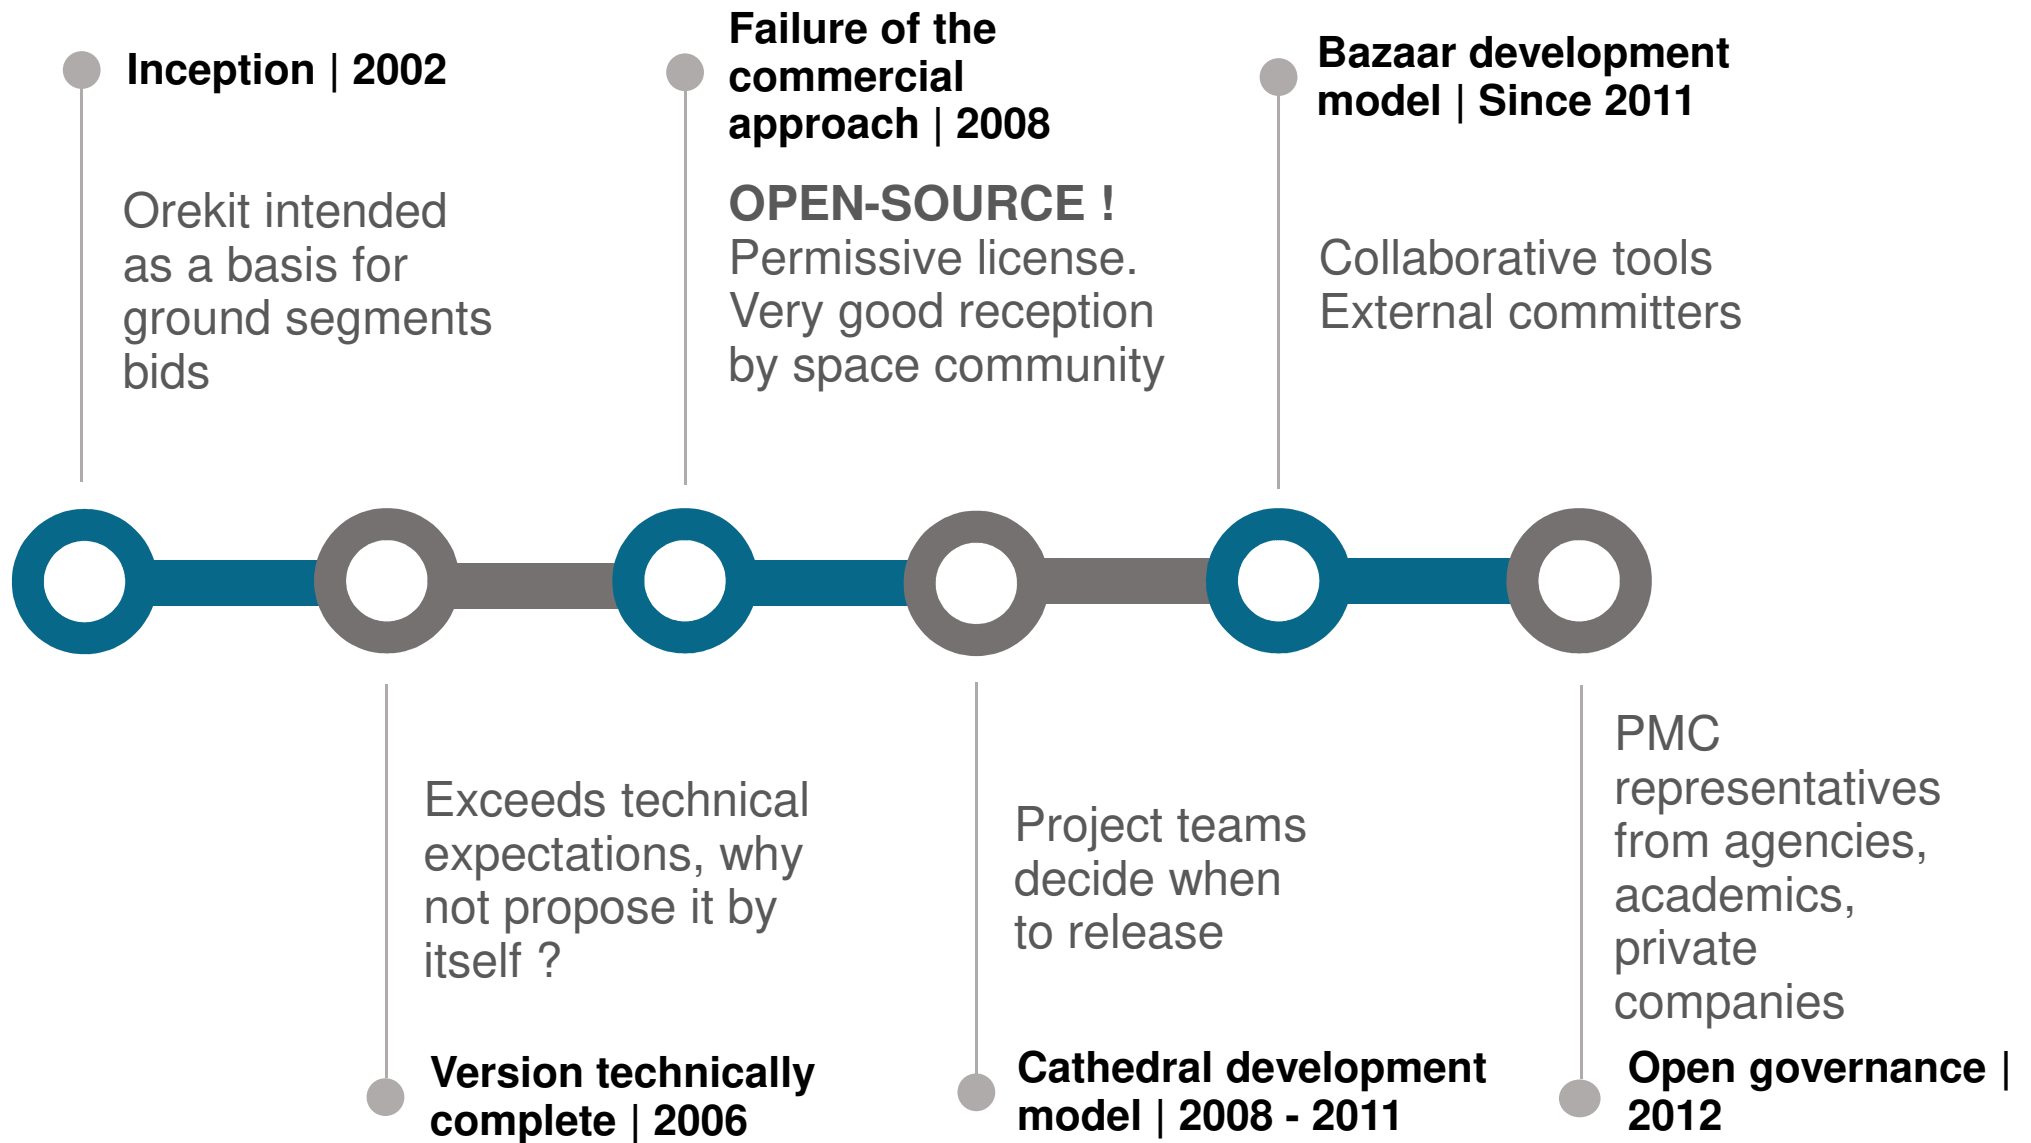 Inception | 2002
Orekit intended
as a basis for
ground segments
bids
Version technically
complete | 2006
Exceeds technical
expectations, why
not propose it by
itself ?
Failure of the
commercial
approach | 2008
OPEN-SOURCE !
Permissive license.
Very good reception
by space community
Cathedral development
model | 2008 - 2011
Project teams
decide when
to release
Bazaar development
model | Since 2011
Collaborative tools
External committers
Open governance |
2012
PMC
representatives
from agencies,
academics,
private
companies